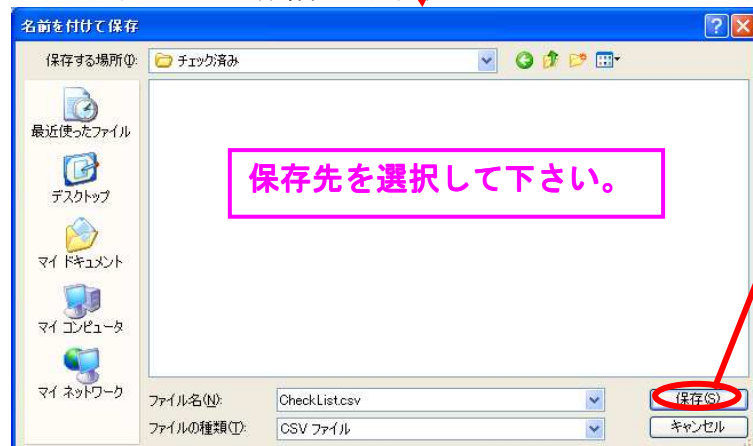 名前を付けて保存
保存する場所(I):
チェック済み
最近使ったファイル
デスクトップ
マイ ドキュメント
マイ コンピュータ
マイ ネットワーク
保存先を選択して下さい。
ファイル名(N):
CheckList.csv
保存(S)
ファイルの種類(T):
CSV ファイル
キャンセル